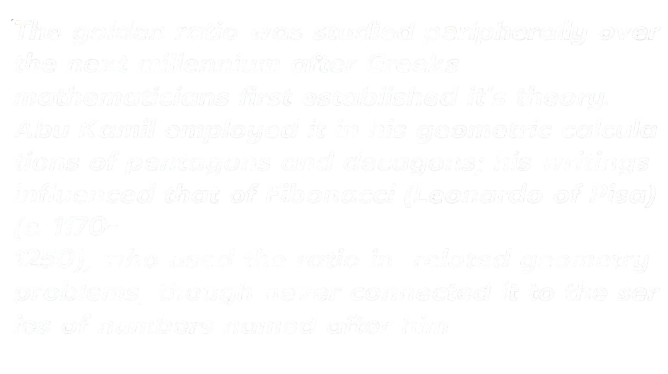 The golden ratio was studied peripherally over
the next millennium after Greeks
mathematicians first established it's theory.
Abu Kamil employed it in his geometric calcula
tions of pentagons and decagons; his writings
influenced that of Fibonacci (Leonardo of Pisa)
(c. 1170–
1250), who used the ratio in related geometry
problems, though never connected it to the ser
ies of numbers named after him